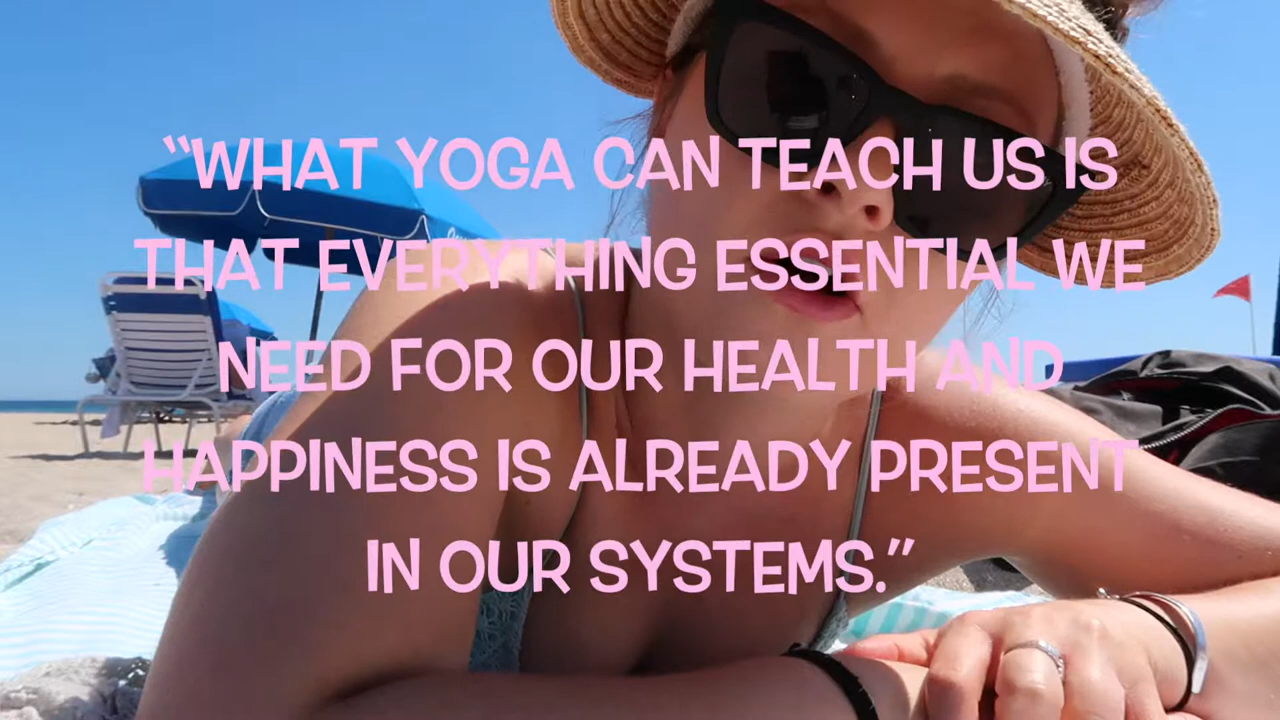 “WHAT YOGA CAN TEACH US IS
THAT EVERYTHING ESSENTIAL WE
NEED FOR OUR HEALTH AND
HAPPINESS IS ALREADY PRESENT
IN OUR SYSTEMS.”